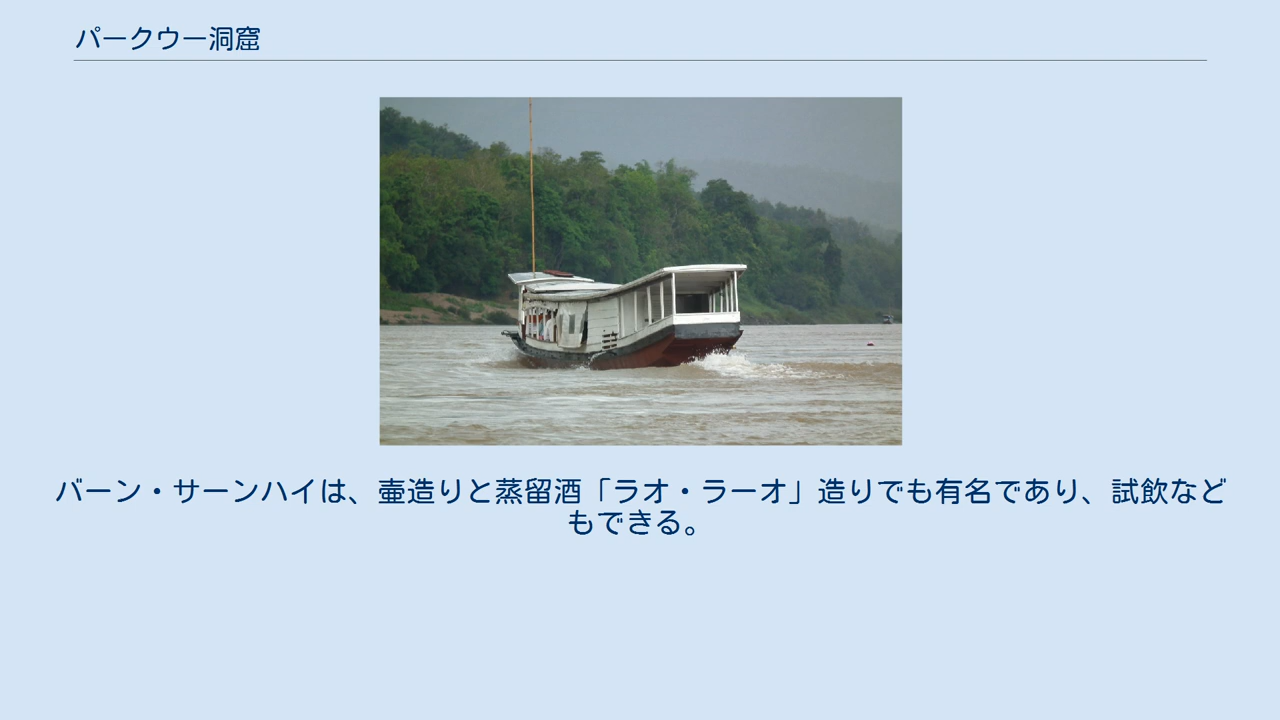 パークウー洞窟
バーン・サーンハイは、壷造りと蒸留酒「ラオ・ラーオ」造りでも有名であり、試飲など
もできる。